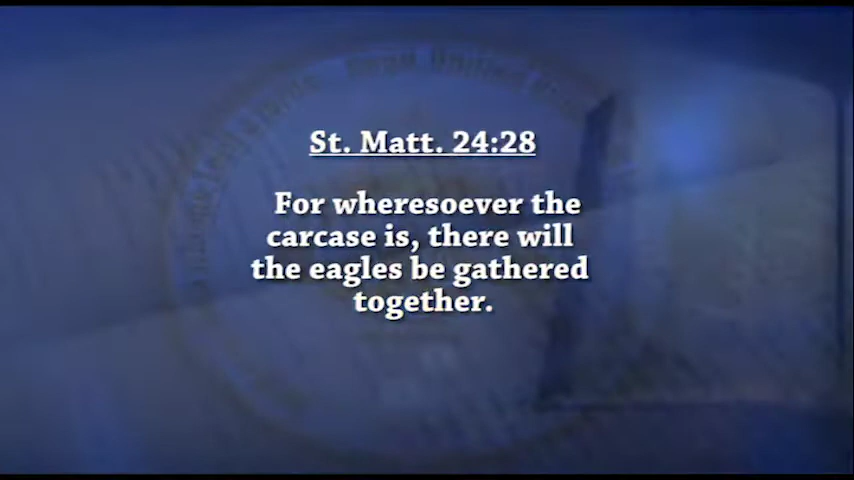 St. Matt. 24:28
For wheresoever the
carcase is, there will
the eagles be gathered
together.